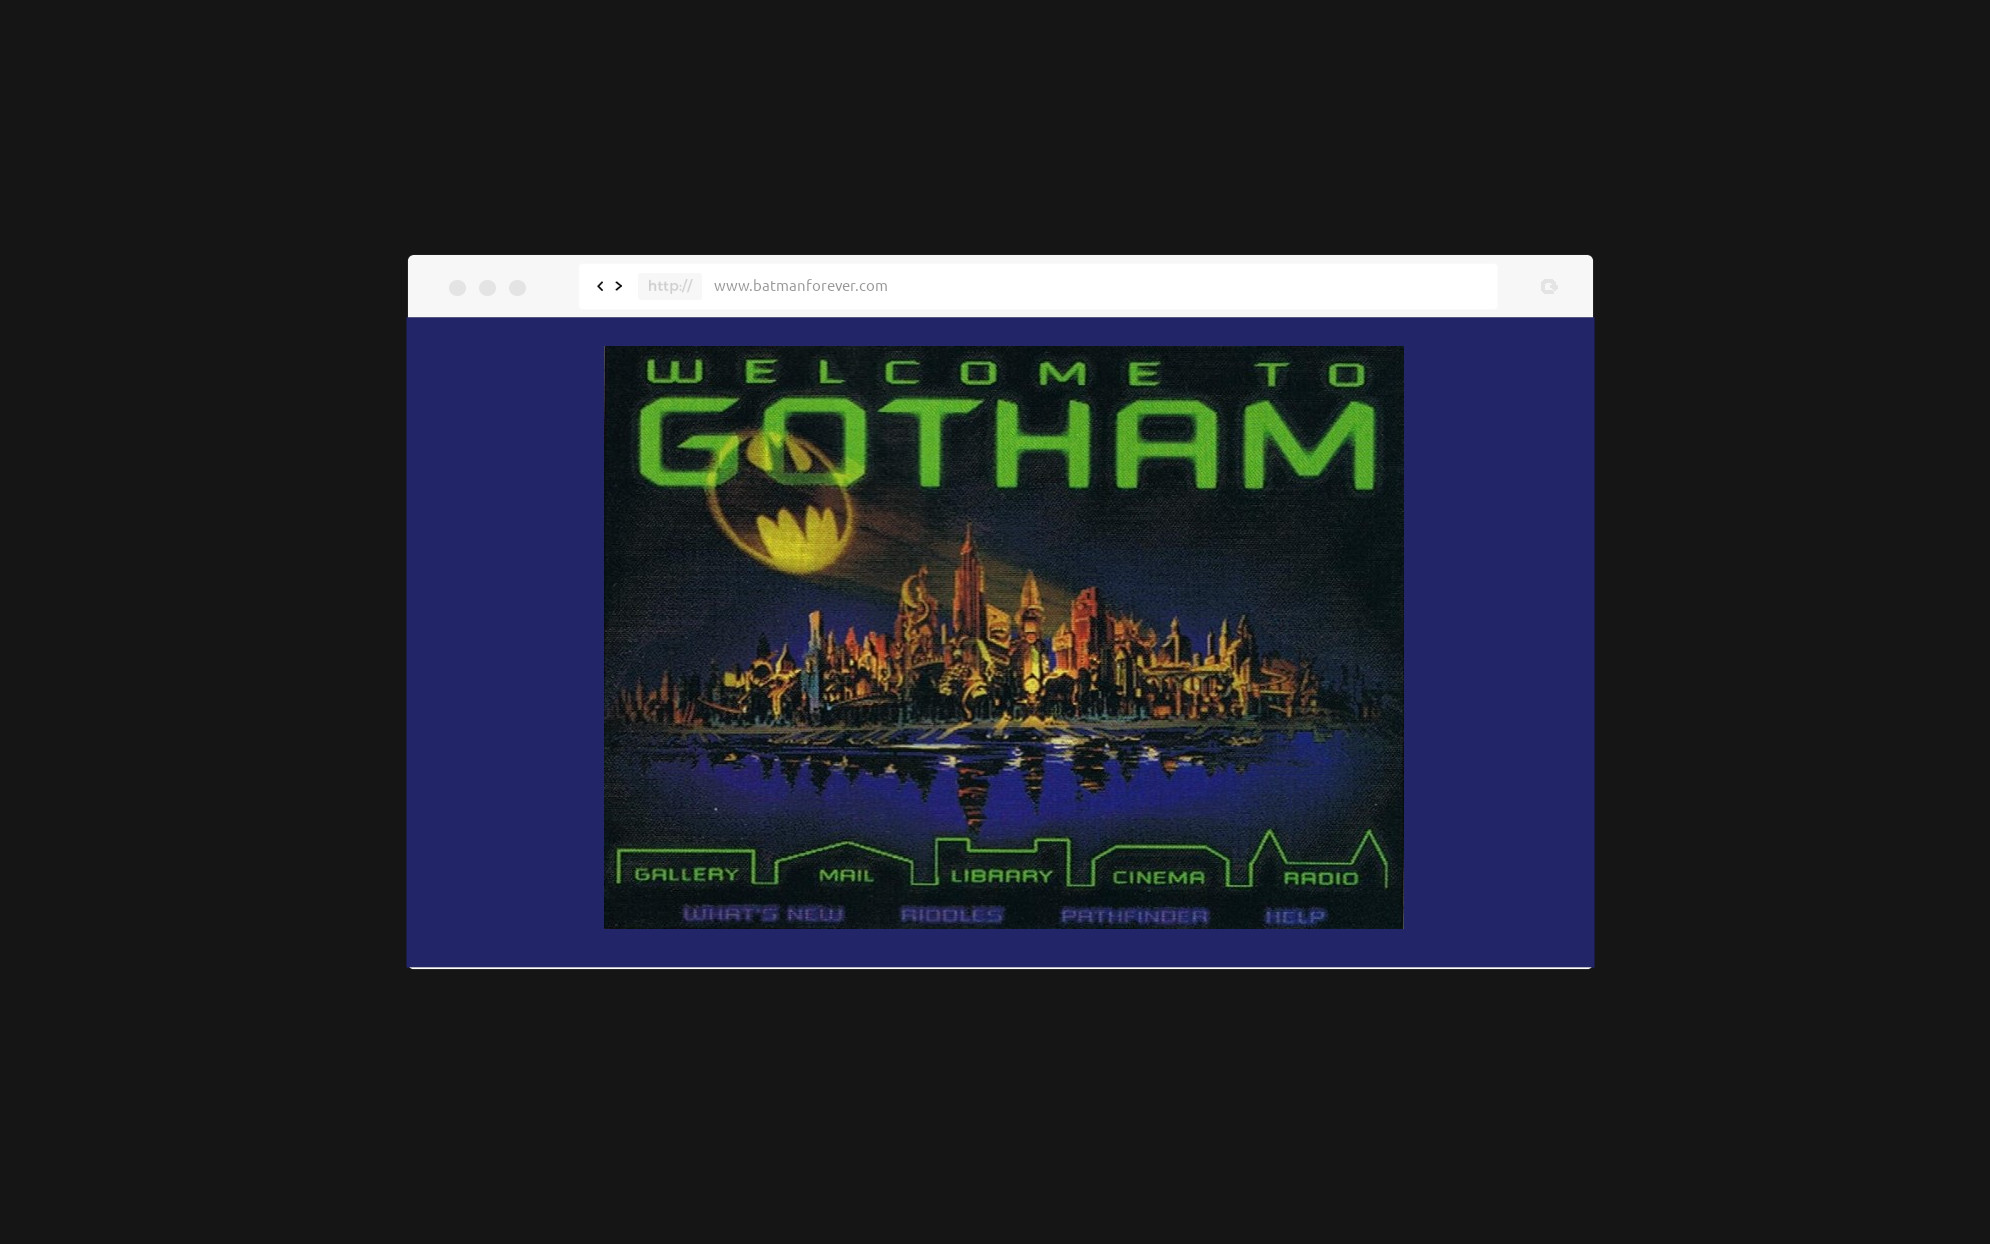 http:// www.batmanforever.com
WELCOME TO
GOTHAM
GALLERY MAIL LIBRARY CINEMA RADIO
WHAT'S NEW RIDDLES PATHFINDER HELP